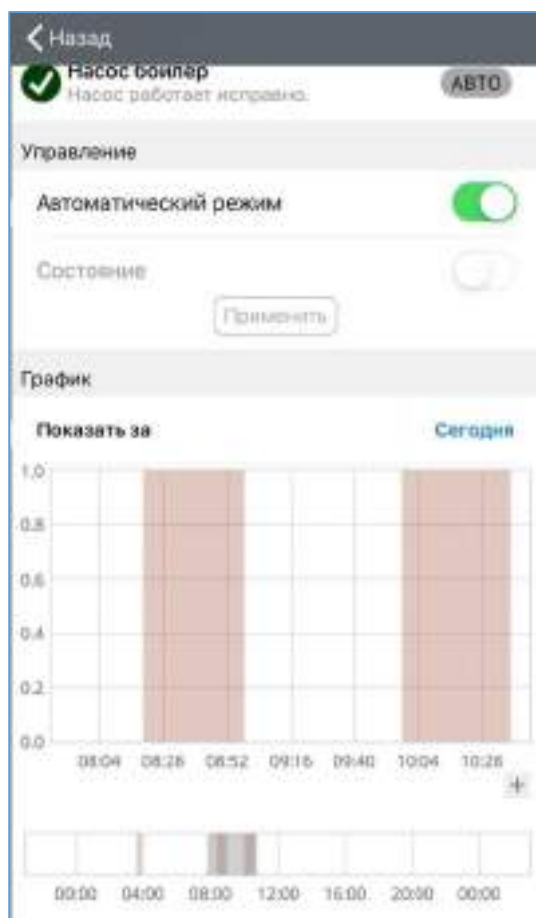 Назад
Насос бойлер
АВТО
Насос работает исправно.
Управление
Автоматический режим
Состояние
Применить
График
Показать за Сегодня
1,0
0.8
0.6
0.4
0.2
0.0
08:04 08:28 08:52 09:16 09:40 10:04 10:28
+
00:00 04:00 08:00 12:00 16:00 20:00 00:00